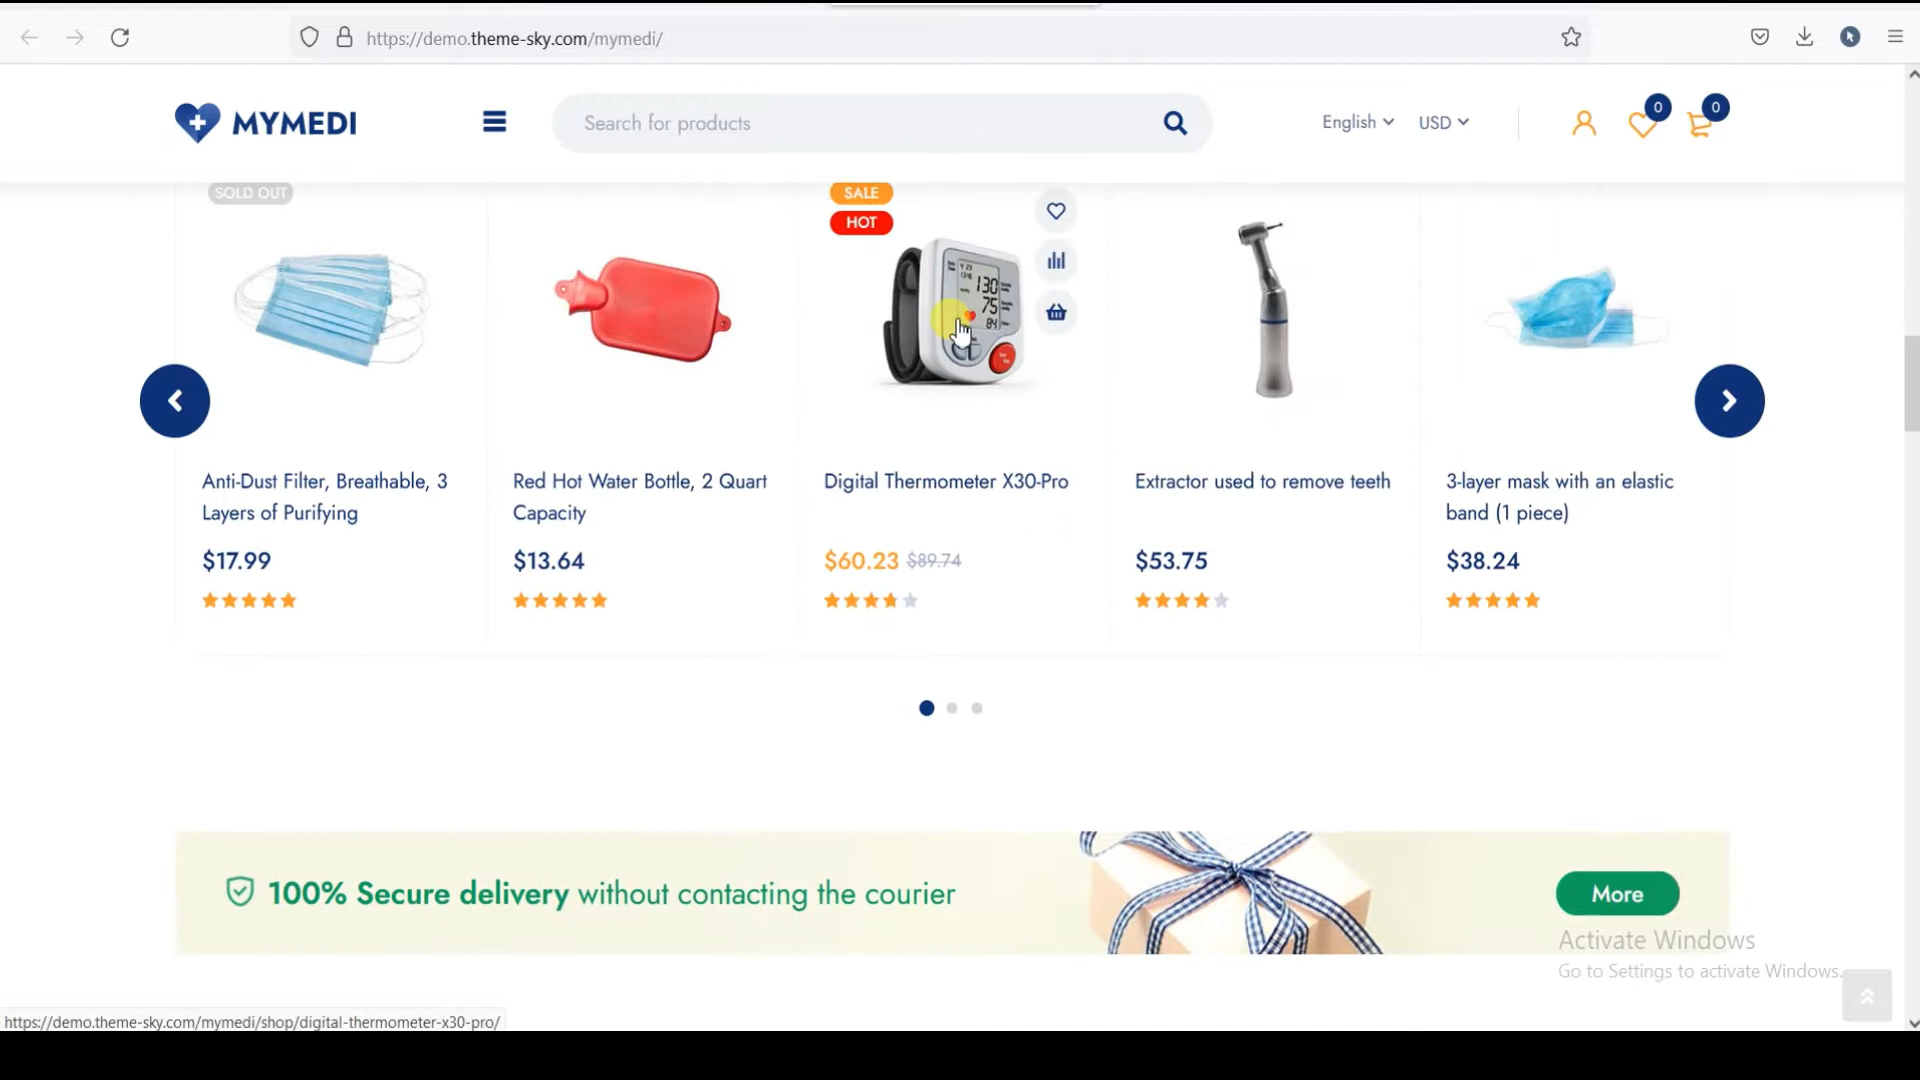 https://demo.theme-sky.com/mymedi/
MYMEDI
Search for products
English
USD
0
0
SOLD OUT
SALE
HOT
130
75
84
Anti-Dust Filter, Breathable, 3
Layers of Purifying
$17.99
Red Hot Water Bottle, 2 Quart
Capacity
$13.64
Digital Thermometer X30-Pro
$60.23 $89.74
Extractor used to remove teeth
$53.75
3-layer mask with an elastic
band (1 piece)
$38.24
100% Secure delivery without contacting the courier
More
Activate Windows
Go to Settings to activate Windows.
https://demo.theme-sky.com/mymedi/shop/digital-thermometer-x30-pro/